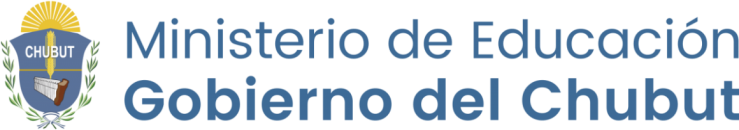 CHUBUT
Ministerio de Educación
Gobierno del Chubut